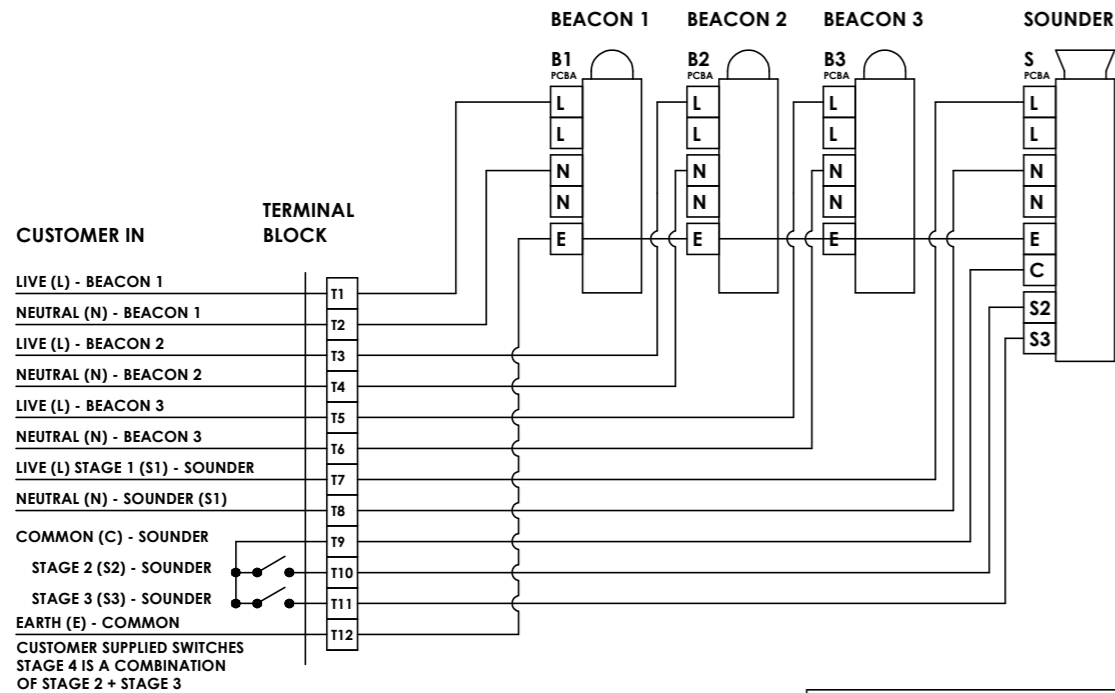 BEACON 1 BEACON 2 BEACON 3 SOUNDER
B1 B2 B3 S
PCBA PCBA PCBA PCBA
L L L L
L L L L
N N N N
N N N N
E E E E
C
S2
S3
CUSTOMER IN
TERMINAL
BLOCK
LIVE (L) - BEACON 1 T1
NEUTRAL (N) - BEACON 1 T2
LIVE (L) - BEACON 2 T3
NEUTRAL (N) - BEACON 2 T4
LIVE (L) - BEACON 3 T5
NEUTRAL (N) - BEACON 3 T6
LIVE (L) STAGE 1 (S1) - SOUNDER T7
NEUTRAL (N) - SOUNDER (S1) T8
COMMON (C) - SOUNDER T9
STAGE 2 (S2) - SOUNDER T10
STAGE 3 (S3) - SOUNDER T11
EARTH (E) - COMMON T12
CUSTOMER SUPPLIED SWITCHES
STAGE 4 IS A COMBINATION
OF STAGE 2 + STAGE 3